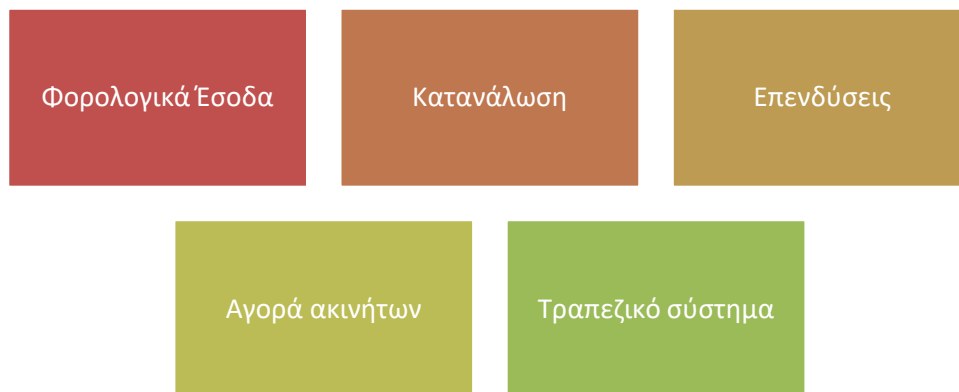 Φορολογικά Έσοδα
Κατανάλωση
Επενδύσεις
Αγορά ακινήτων
Τραπεζικό σύστημα